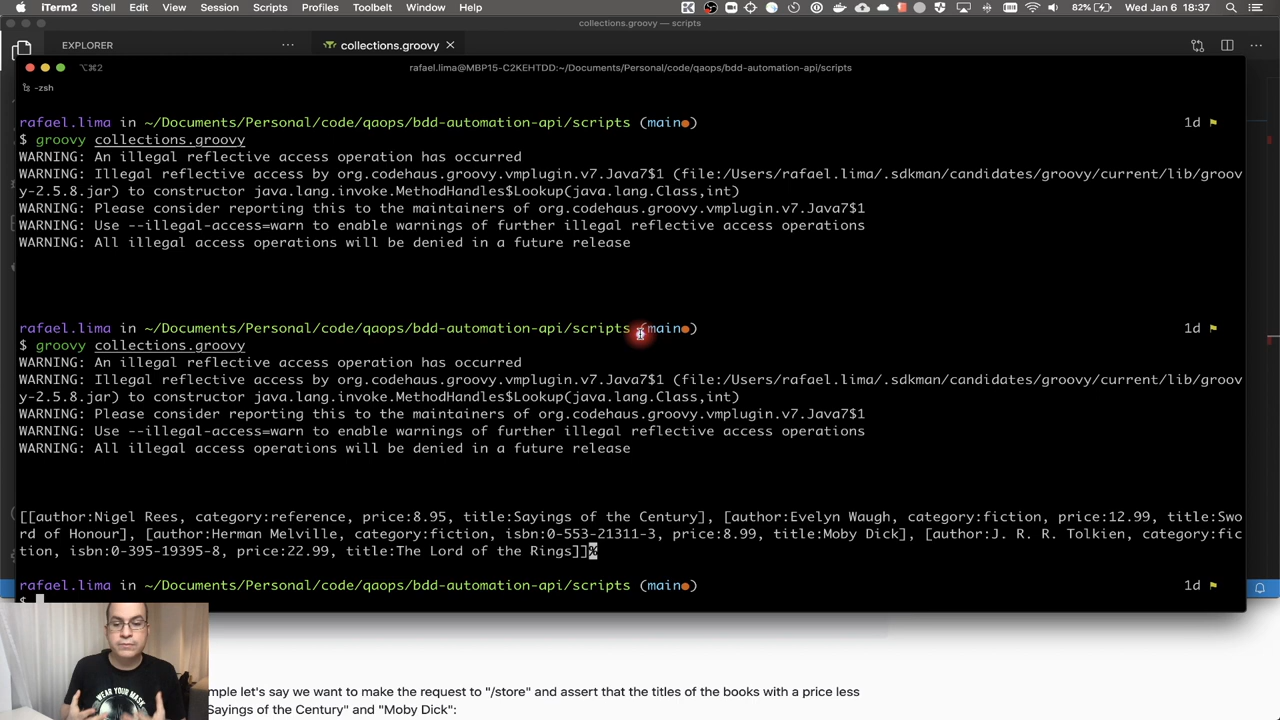 iTerm2 Shell Edit View Session Scripts Profiles Toolbelt Window Help 82% Wed Jan 6 18:37
collections.groovy — scripts
EXPLORER ··· collections.groovy
⌥⌘2 rafael.lima@MBP15-C2KEHTDD:~/Documents/Personal/code/qaops/bdd-automation-api/scripts
-zsh
rafael.lima in ~/Documents/Personal/code/qaops/bdd-automation-api/scripts (main●) 1d
$ groovy collections.groovy
WARNING: An illegal reflective access operation has occurred
WARNING: Illegal reflective access by org.codehaus.groovy.vmplugin.v7.Java7$1 (file:/Users/rafael.lima/.sdkman/candidates/groovy/current/lib/groov
y-2.5.8.jar) to constructor java.lang.invoke.MethodHandles$Lookup(java.lang.Class,int)
WARNING: Please consider reporting this to the maintainers of org.codehaus.groovy.vmplugin.v7.Java7$1
WARNING: Use --illegal-access=warn to enable warnings of further illegal reflective access operations
WARNING: All illegal access operations will be denied in a future release
rafael.lima in ~/Documents/Personal/code/qaops/bdd-automation-api/scripts (main●) 1d
$ groovy collections.groovy
WARNING: An illegal reflective access operation has occurred
WARNING: Illegal reflective access by org.codehaus.groovy.vmplugin.v7.Java7$1 (file:/Users/rafael.lima/.sdkman/candidates/groovy/current/lib/groov
y-2.5.8.jar) to constructor java.lang.invoke.MethodHandles$Lookup(java.lang.Class,int)
WARNING: Please consider reporting this to the maintainers of org.codehaus.groovy.vmplugin.v7.Java7$1
WARNING: Use --illegal-access=warn to enable warnings of further illegal reflective access operations
WARNING: All illegal access operations will be denied in a future release
[[author:Nigel Rees, category:reference, price:8.95, title:Sayings of the Century], [author:Evelyn Waugh, category:fiction, price:12.99, title:Swo
rd of Honour], [author:Herman Melville, category:fiction, isbn:0-553-21311-3, price:8.99, title:Moby Dick], [author:J. R. R. Tolkien, category:fic
tion, isbn:0-395-19395-8, price:22.99, title:The Lord of the Rings]]%
rafael.lima in ~/Documents/Personal/code/qaops/bdd-automation-api/scripts (main●) 1d
$
WEAR YOUR MASK
mple let's say we want to make the request to "/store" and assert that the titles of the books with a price less
Sayings of the Century" and "Moby Dick":